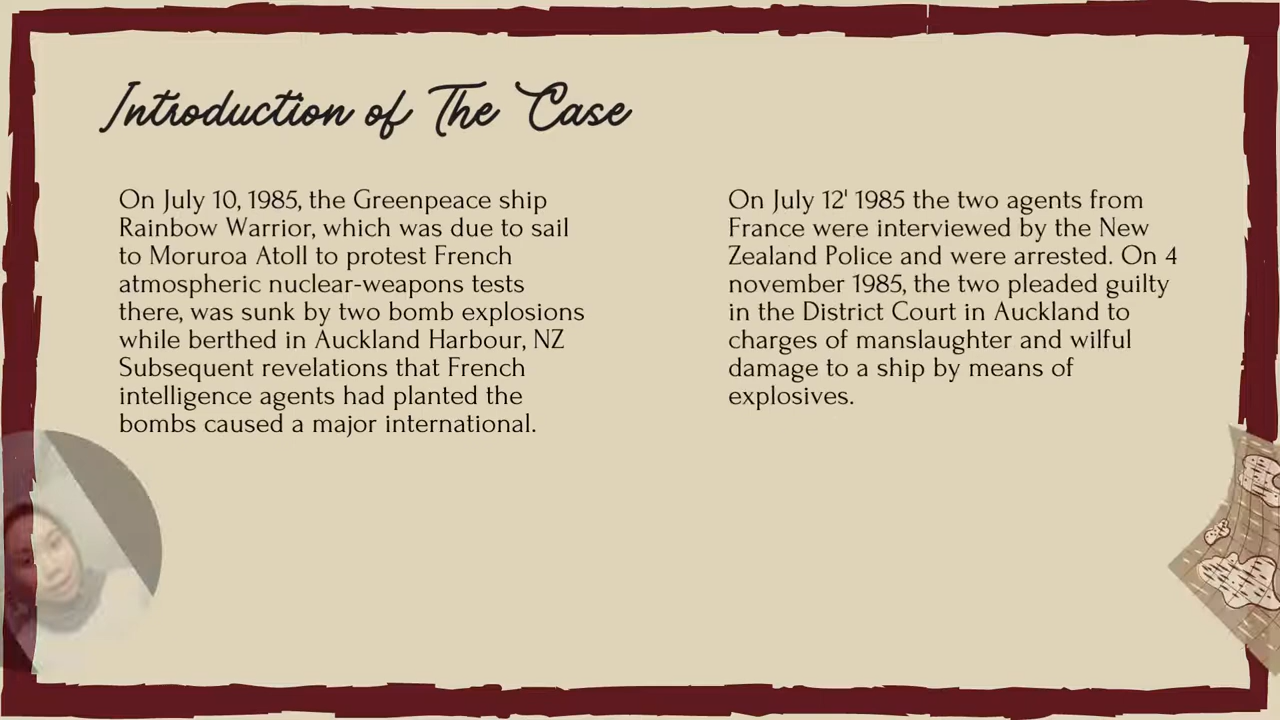 Introduction of The Case
On July 10, 1985, the Greenpeace ship
Rainbow Warrior, which was due to sail
to Moruroa Atoll to protest French
atmospheric nuclear-weapons tests
there, was sunk by two bomb explosions
while berthed in Auckland Harbour, NZ
Subsequent revelations that French
intelligence agents had planted the
bombs caused a major international.
On July 12' 1985 the two agents from
France were interviewed by the New
Zealand Police and were arrested. On 4
november 1985, the two pleaded guilty
in the District Court in Auckland to
charges of manslaughter and wilful
damage to a ship by means of
explosives.